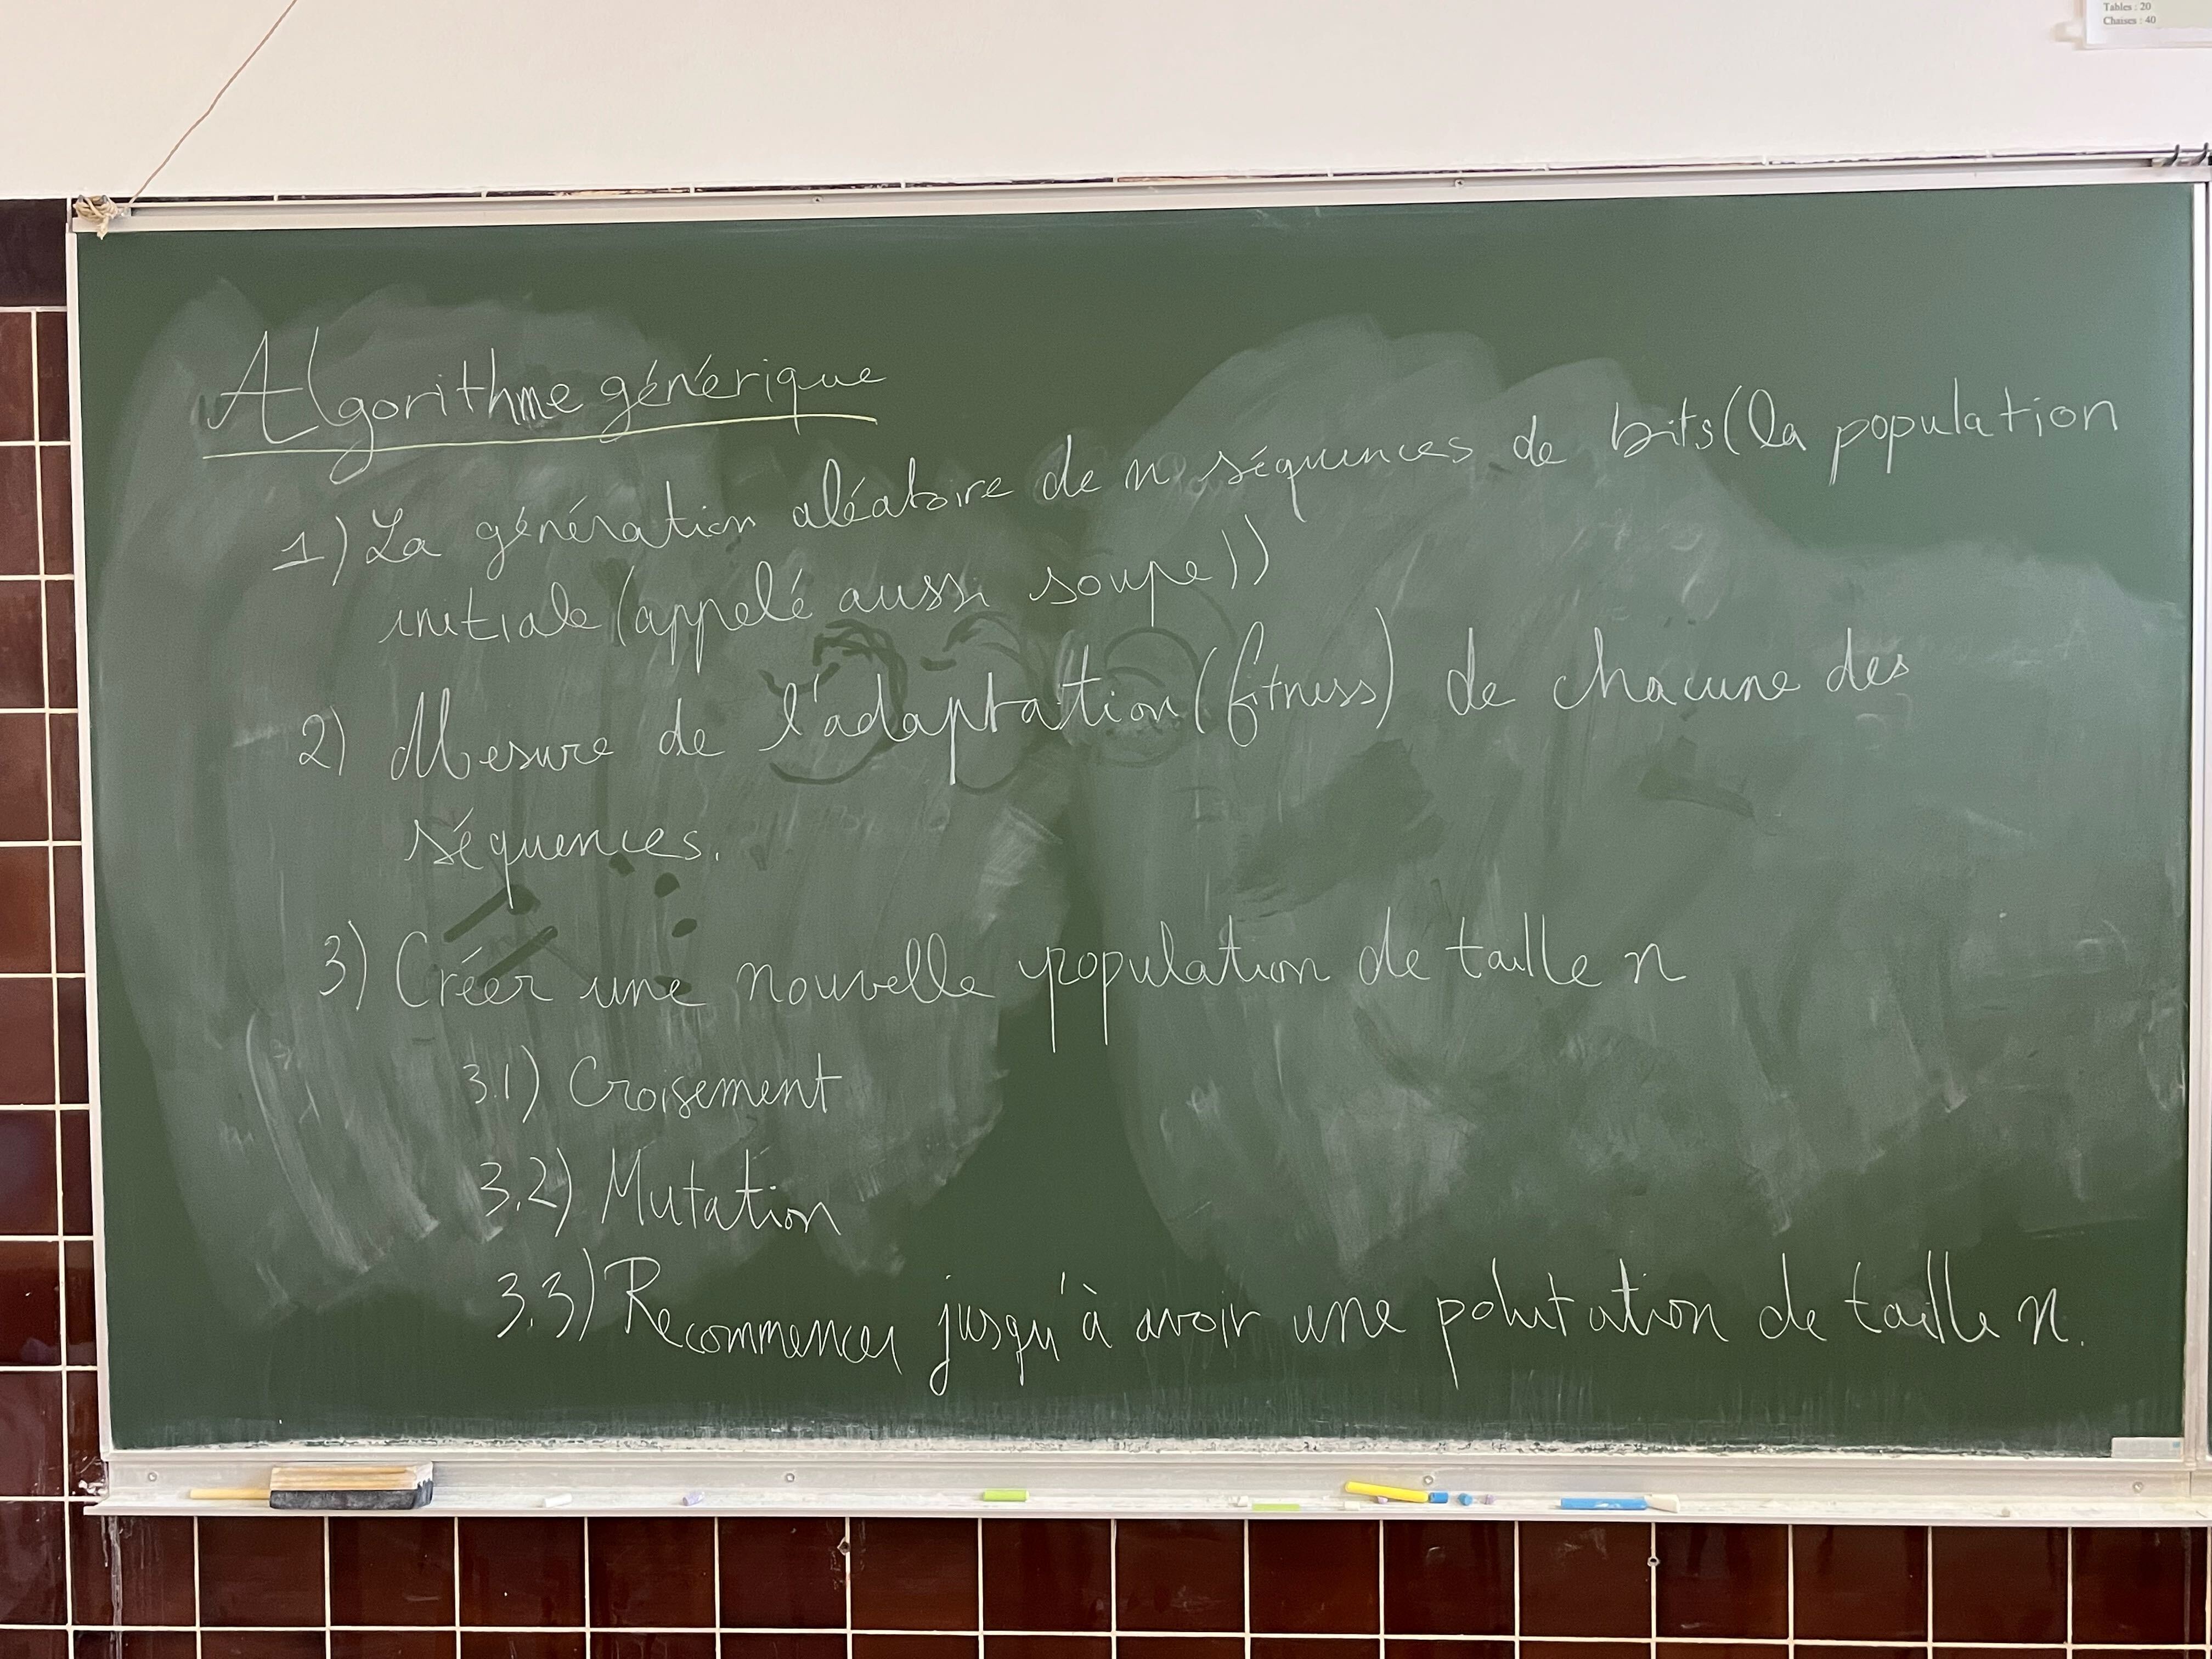 Tables : 20
Chaises : 40
Algorithme générique
1) La génération aléatoire de n séquences de bits (la population
initiale (appelé aussi soupe))
2) Mesure de l'adaptation (fitness) de chacune des
séquences.
3) Créer une nouvelle population de taille n
3.1) Croisement
3.2) Mutation
3.3) Recommencer jusqu'à avoir une polutation de taille n.